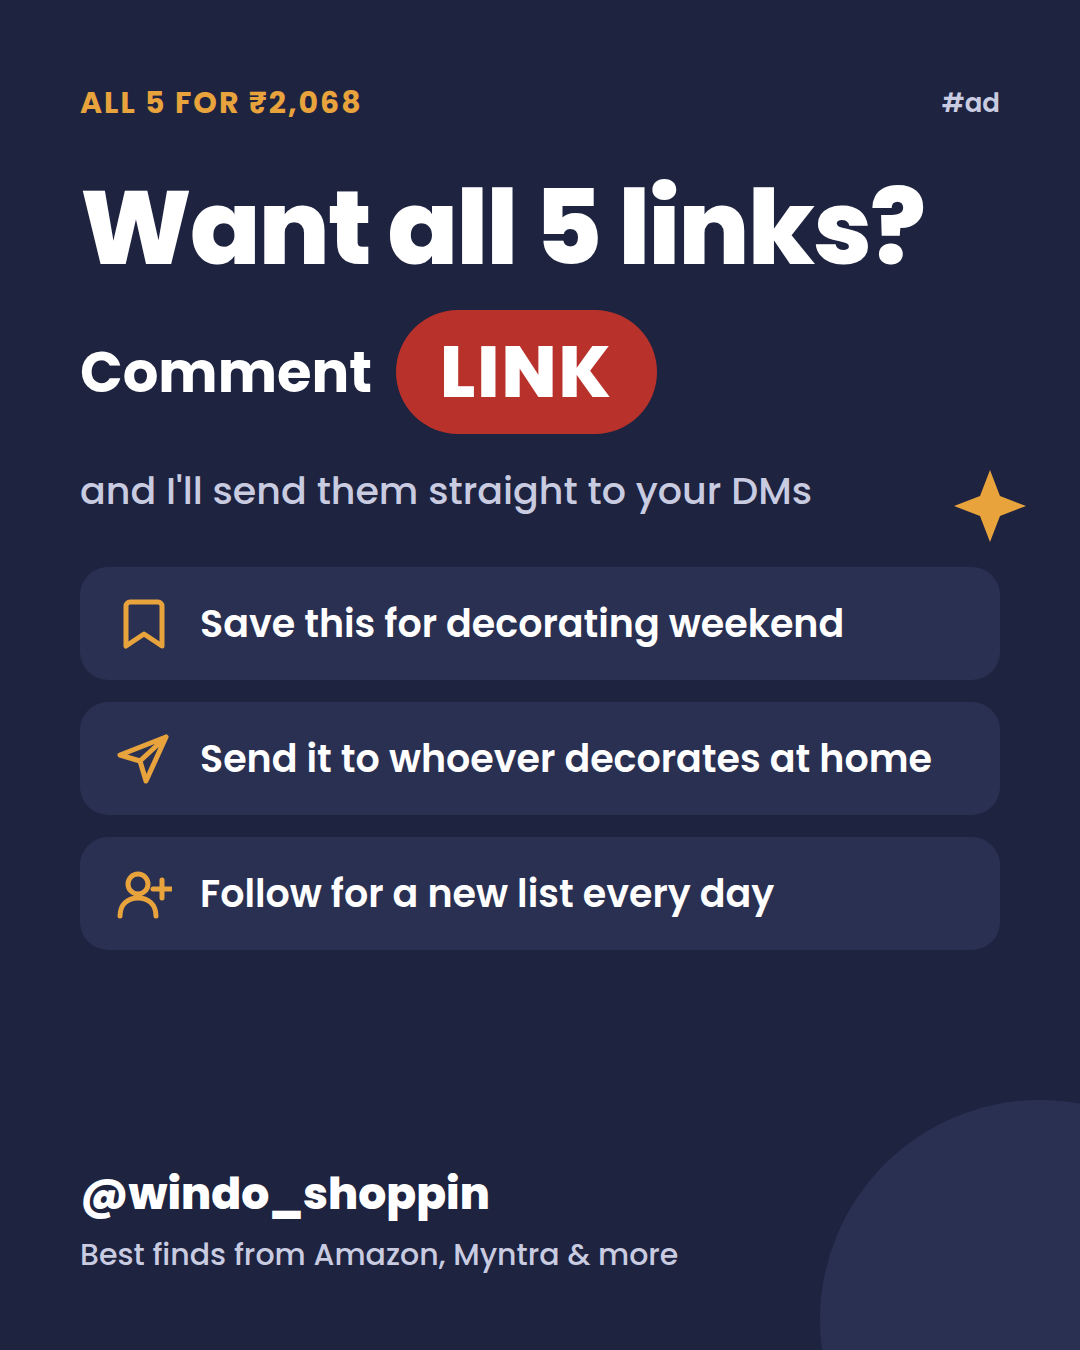 ALL 5 FOR ₹2,068
#ad
Want all 5 links?
Comment LINK
and I'll send them straight to your DMs
Save this for decorating weekend
Send it to whoever decorates at home
Follow for a new list every day
@windo_shoppin
Best finds from Amazon, Myntra & more